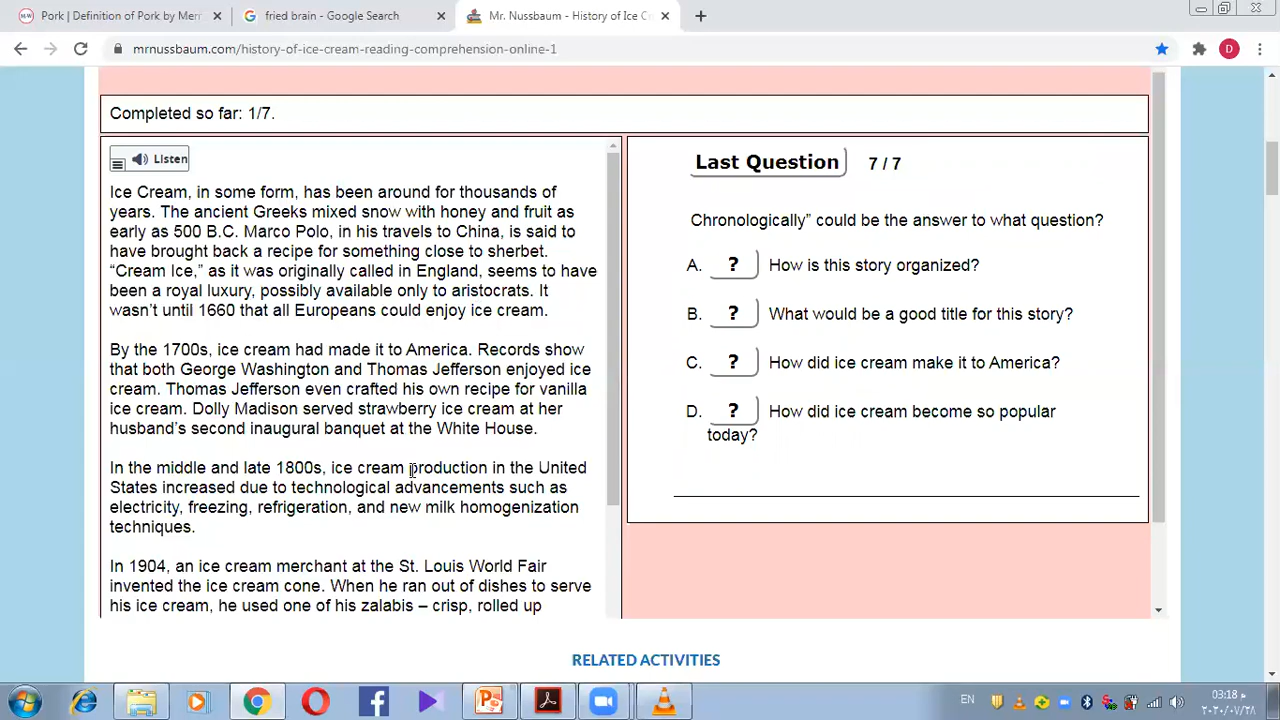 Pork | Definition of Pork by Merri
fried brain - Google Search
Mr. Nussbaum - History of Ice C
mrnussbaum.com/history-of-ice-cream-reading-comprehension-online-1
D
Completed so far: 1/7.
Listen
Ice Cream, in some form, has been around for thousands of
years. The ancient Greeks mixed snow with honey and fruit as
early as 500 B.C. Marco Polo, in his travels to China, is said to
have brought back a recipe for something close to sherbet.
“Cream Ice,” as it was originally called in England, seems to have
been a royal luxury, possibly available only to aristocrats. It
wasn’t until 1660 that all Europeans could enjoy ice cream.
By the 1700s, ice cream had made it to America. Records show
that both George Washington and Thomas Jefferson enjoyed ice
cream. Thomas Jefferson even crafted his own recipe for vanilla
ice cream. Dolly Madison served strawberry ice cream at her
husband’s second inaugural banquet at the White House.
In the middle and late 1800s, ice cream production in the United
States increased due to technological advancements such as
electricity, freezing, refrigeration, and new milk homogenization
techniques.
In 1904, an ice cream merchant at the St. Louis World Fair
invented the ice cream cone. When he ran out of dishes to serve
his ice cream, he used one of his zalabis – crisp, rolled up
Last Question 7 / 7
Chronologically” could be the answer to what question?
A. ? How is this story organized?
B. ? What would be a good title for this story?
C. ? How did ice cream make it to America?
D. ? How did ice cream become so popular
today?
RELATED ACTIVITIES
EN
03:18 م
٢٠٢٠/٠٧/٢٨